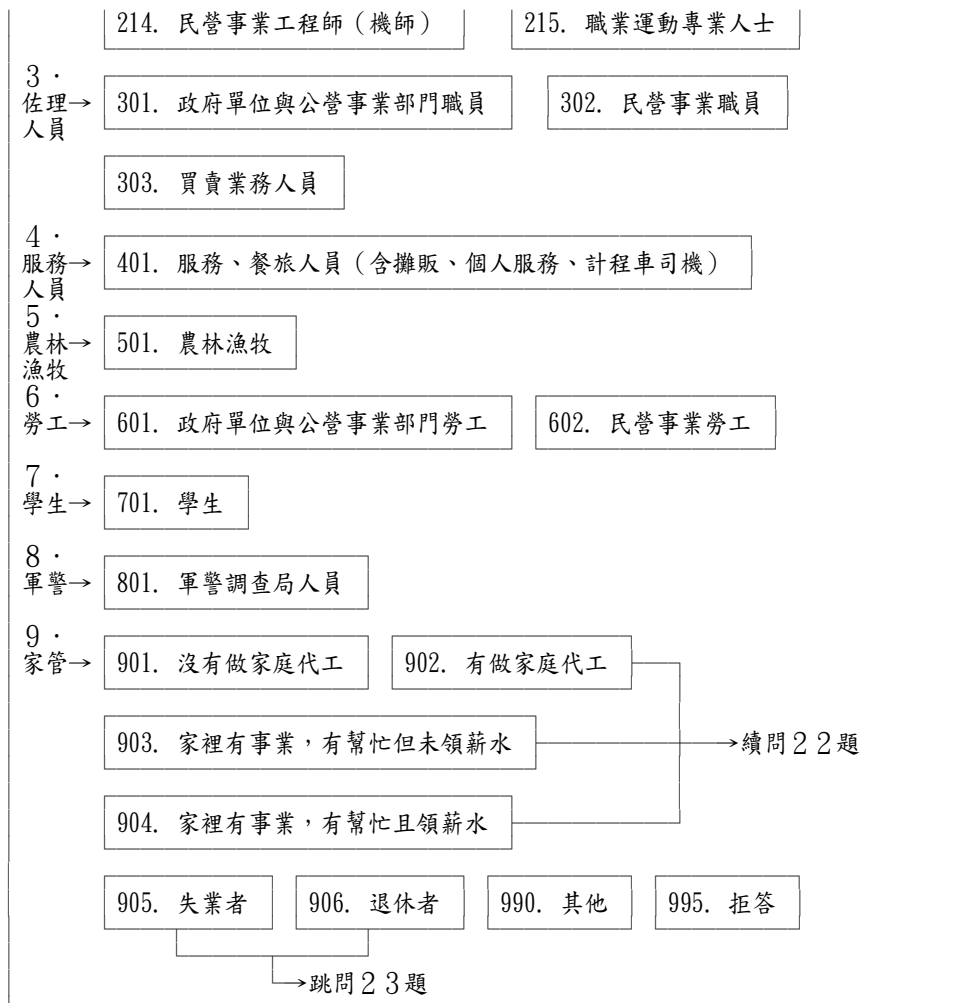 214. 民營事業工程師（機師） 215. 職業運動專業人士
3．
佐理→ 301. 政府單位與公營事業部門職員 302. 民營事業職員
人員
303. 買賣業務人員
4．
服務→ 401. 服務、餐旅人員（含攤販、個人服務、計程車司機）
人員
5．
農林→ 501. 農林漁牧
漁牧
6．
勞工→ 601. 政府單位與公營事業部門勞工 602. 民營事業勞工
7．
學生→ 701. 學生
8．
軍警→ 801. 軍警調查局人員
9．
家管→ 901. 沒有做家庭代工 902. 有做家庭代工
903. 家裡有事業，有幫忙但未領薪水 →續問２２題
904. 家裡有事業，有幫忙且領薪水
905. 失業者 906. 退休者 990. 其他 995. 拒答
→跳問２３題